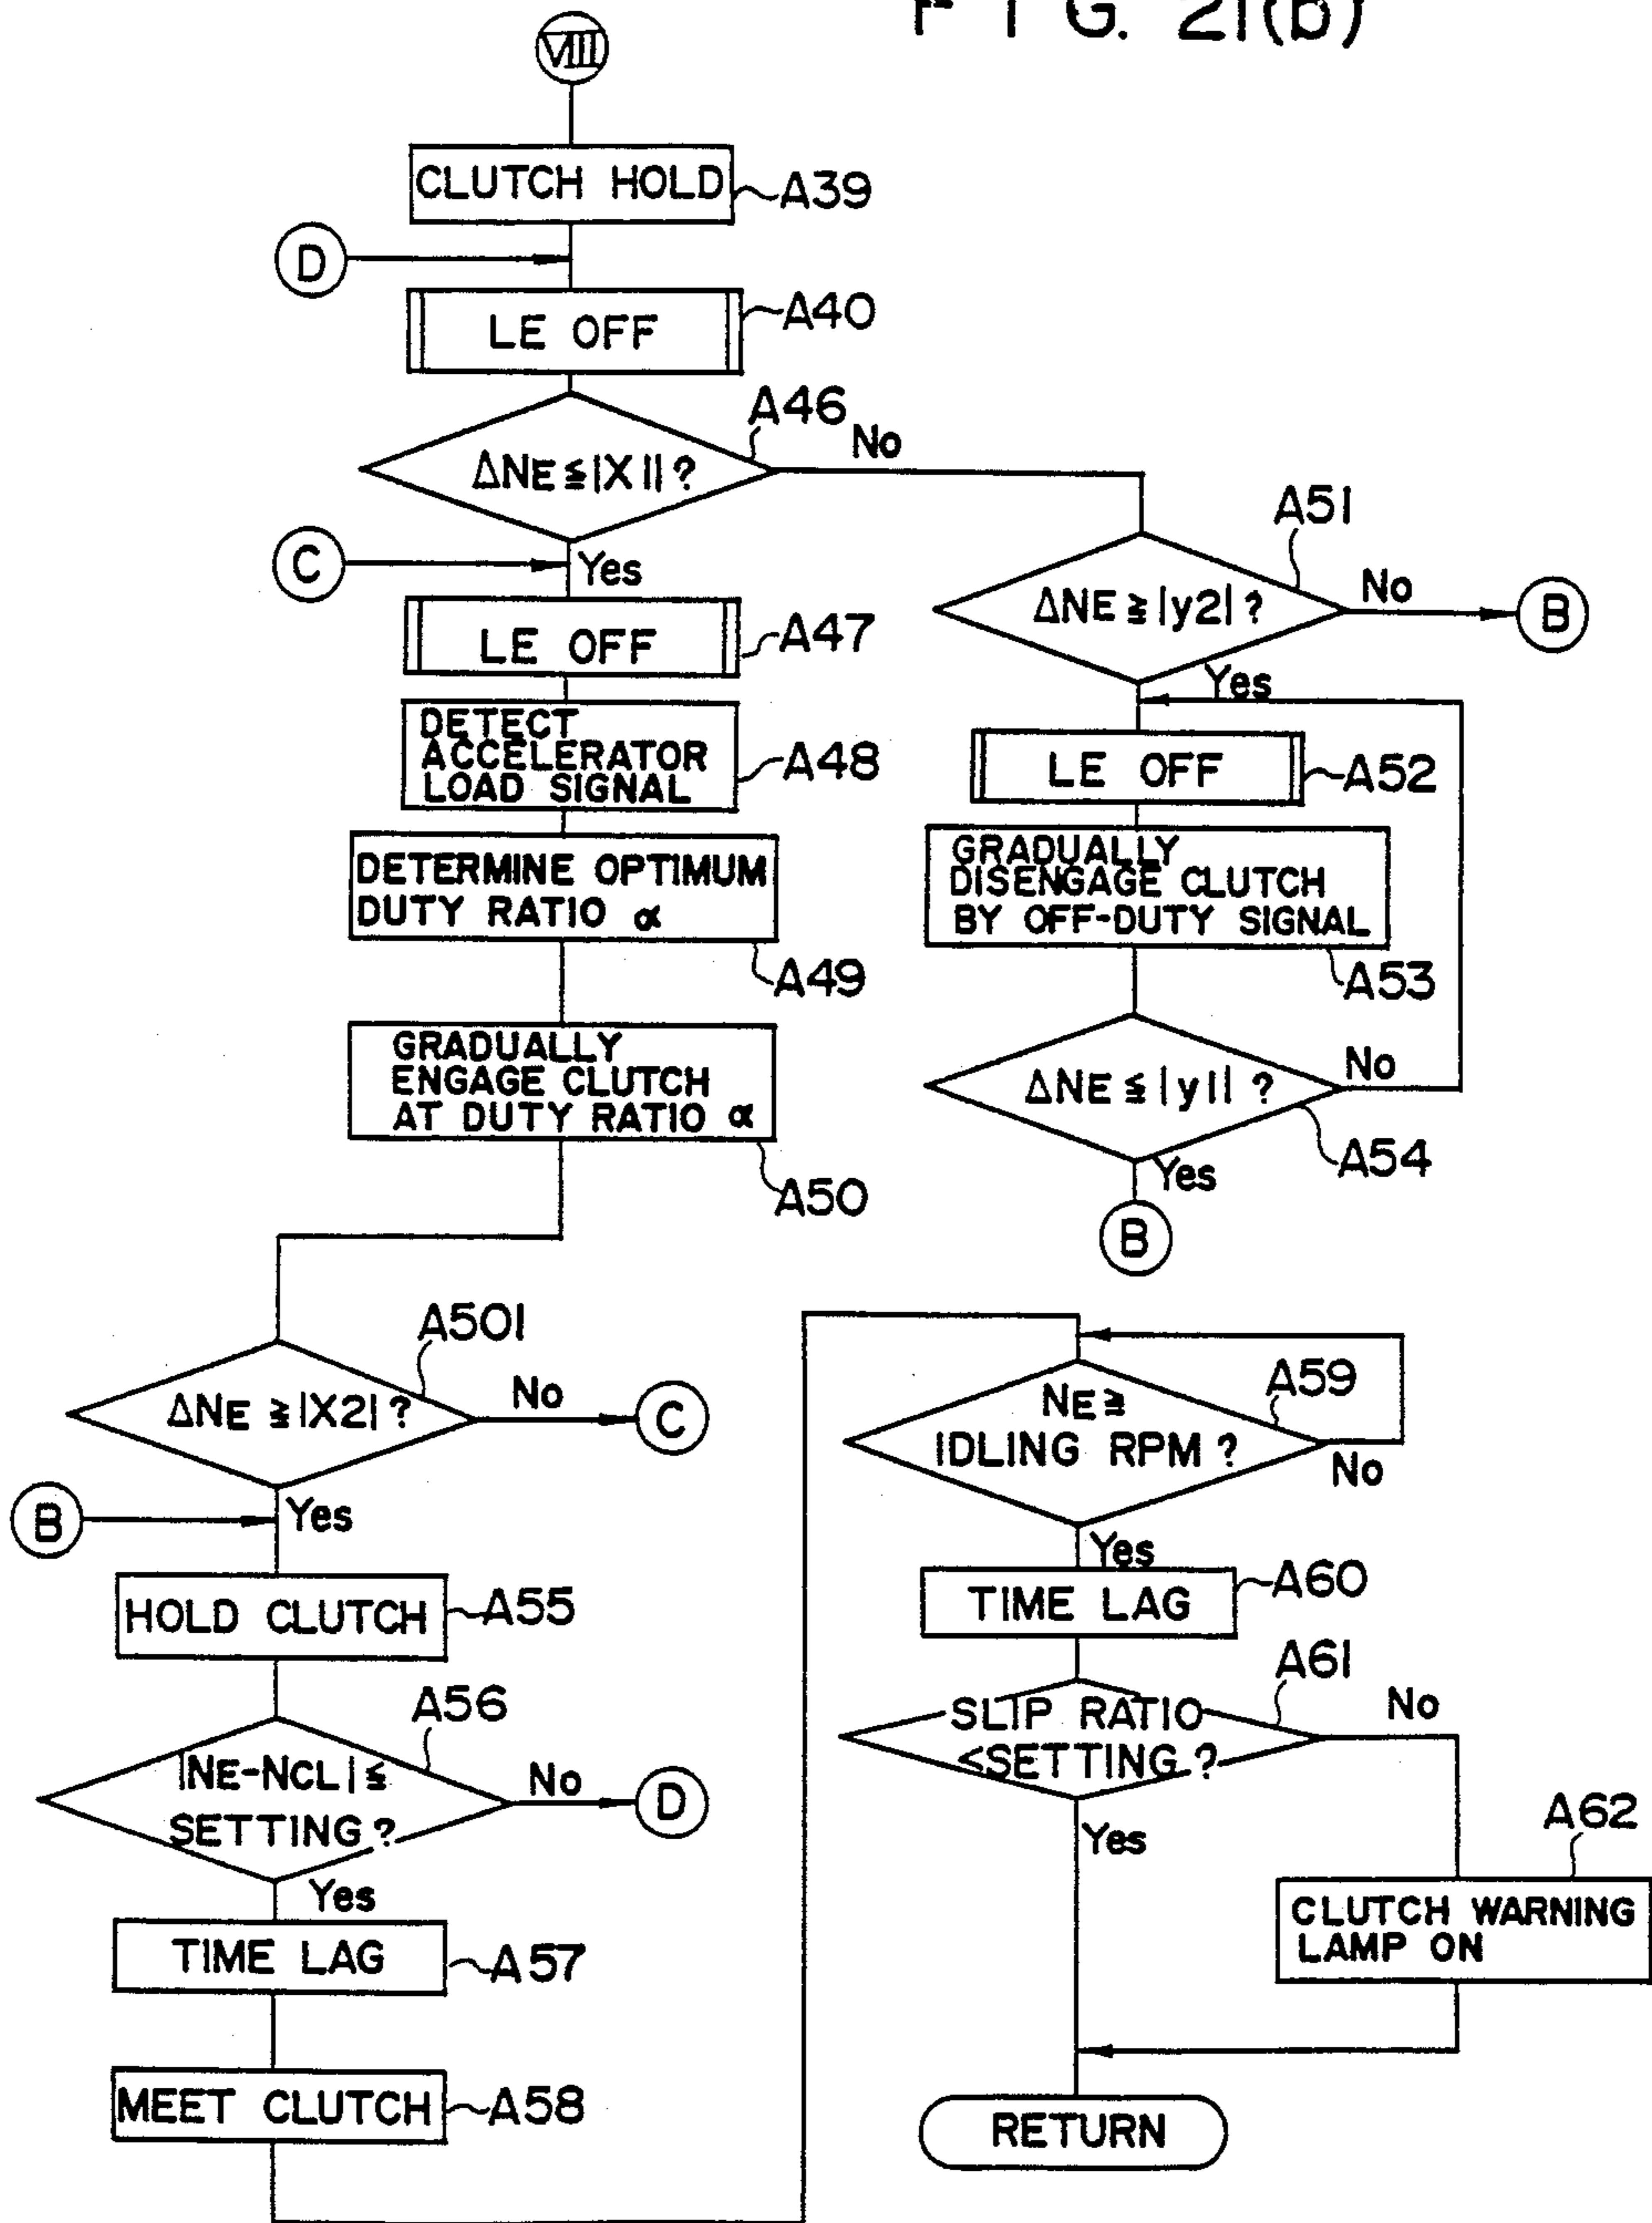 F I G. 21(b)
VIII
CLUTCH HOLD
A39
D
LE OFF
A40
ΔNE≦|X1|?
A46
No
Yes
C
LE OFF
A47
DETECT
ACCELERATOR
LOAD SIGNAL
A48
DETERMINE OPTIMUM
DUTY RATIO α
A49
GRADUALLY
ENGAGE CLUTCH
AT DUTY RATIO α
A50
ΔNE≧|y2|?
A51
No
B
Yes
LE OFF
A52
GRADUALLY
DISENGAGE CLUTCH
BY OFF-DUTY SIGNAL
A53
ΔNE≦|y1|?
A54
No
Yes
B
ΔNE≧|X2|?
A501
No
C
Yes
B
HOLD CLUTCH
A55
|NE-NCL|≦
SETTING?
A56
No
D
Yes
TIME LAG
A57
MEET CLUTCH
A58
NE≧
IDLING RPM?
A59
No
Yes
TIME LAG
A60
SLIP RATIO
<SETTING?
A61
No
Yes
A62
CLUTCH WARNING
LAMP ON
RETURN